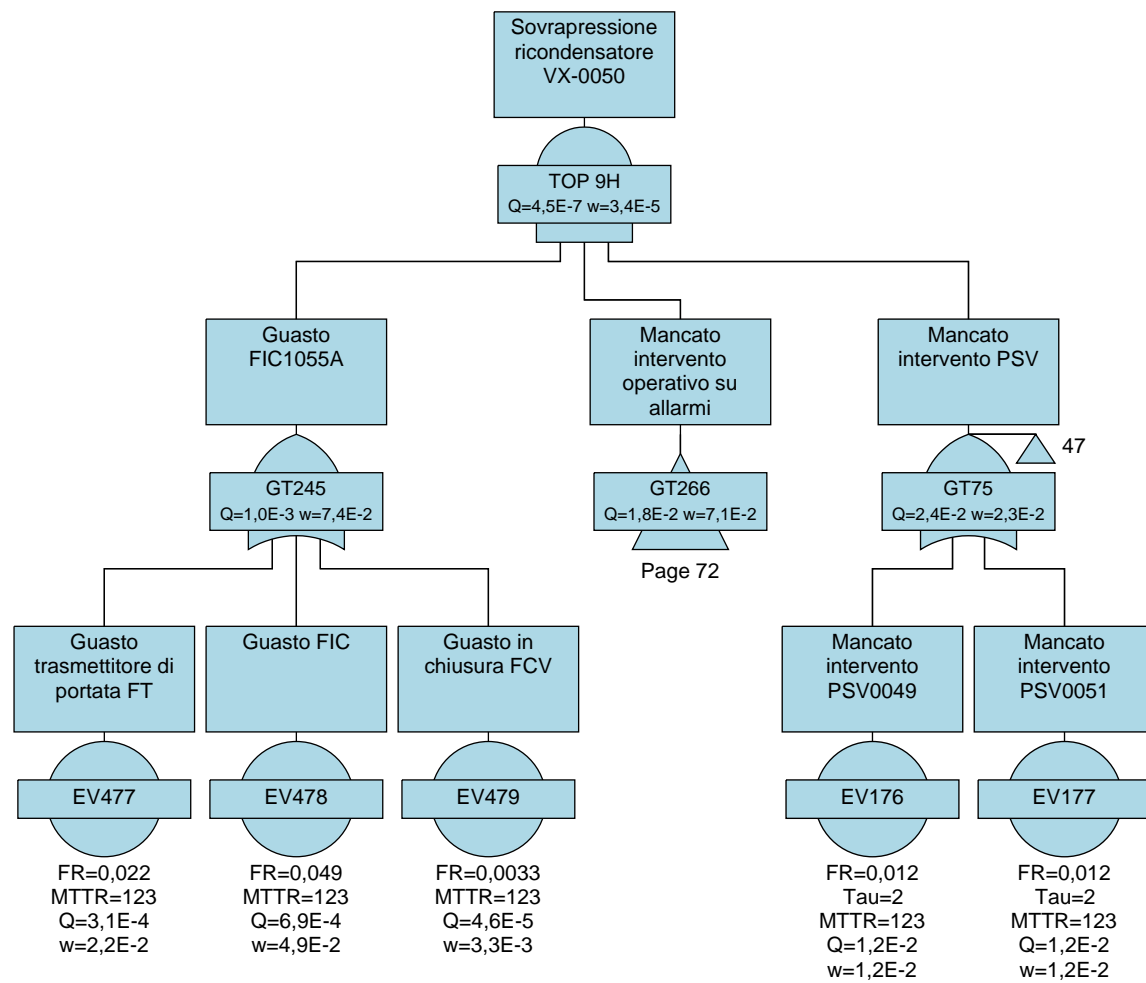 Sovrapressione
ricondensatore
VX-0050
TOP 9H
Q=4,5E-7 w=3,4E-5
Guasto
FIC1055A
Mancato
intervento
operativo su
allarmi
Mancato
intervento PSV
47
GT245
Q=1,0E-3 w=7,4E-2
GT266
Q=1,8E-2 w=7,1E-2
GT75
Q=2,4E-2 w=2,3E-2
Page 72
Guasto
trasmettitore di
portata FT
Guasto FIC
Guasto in
chiusura FCV
Mancato
intervento
PSV0049
Mancato
intervento
PSV0051
EV477
EV478
EV479
EV176
EV177
FR=0,022
MTTR=123
Q=3,1E-4
w=2,2E-2
FR=0,049
MTTR=123
Q=6,9E-4
w=4,9E-2
FR=0,0033
MTTR=123
Q=4,6E-5
w=3,3E-3
FR=0,012
Tau=2
MTTR=123
Q=1,2E-2
w=1,2E-2
FR=0,012
Tau=2
MTTR=123
Q=1,2E-2
w=1,2E-2